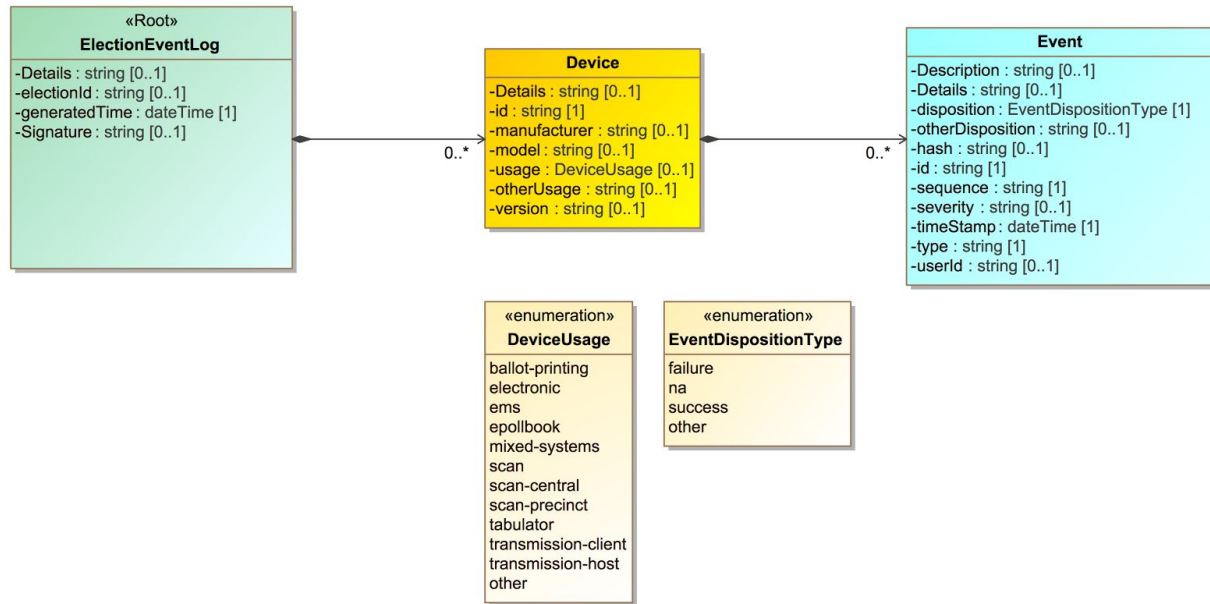 «Root»
ElectionEventLog
-Details : string [0..1]
-electionId : string [0..1]
-generatedTime : dateTime [1]
-Signature : string [0..1]
0..*
Device
-Details : string [0..1]
-id : string [1]
-manufacturer : string [0..1]
-model : string [0..1]
-usage : DeviceUsage [0..1]
-otherUsage : string [0..1]
-version : string [0..1]
0..*
Event
-Description : string [0..1]
-Details : string [0..1]
-disposition : EventDispositionType [1]
-otherDisposition : string [0..1]
-hash : string [0..1]
-id : string [1]
-sequence : string [1]
-severity : string [0..1]
-timeStamp : dateTime [1]
-type : string [1]
-userId : string [0..1]
«enumeration»
DeviceUsage
ballot-printing
electronic
ems
epollbook
mixed-systems
scan
scan-central
scan-precinct
tabulator
transmission-client
transmission-host
other
«enumeration»
EventDispositionType
failure
na
success
other